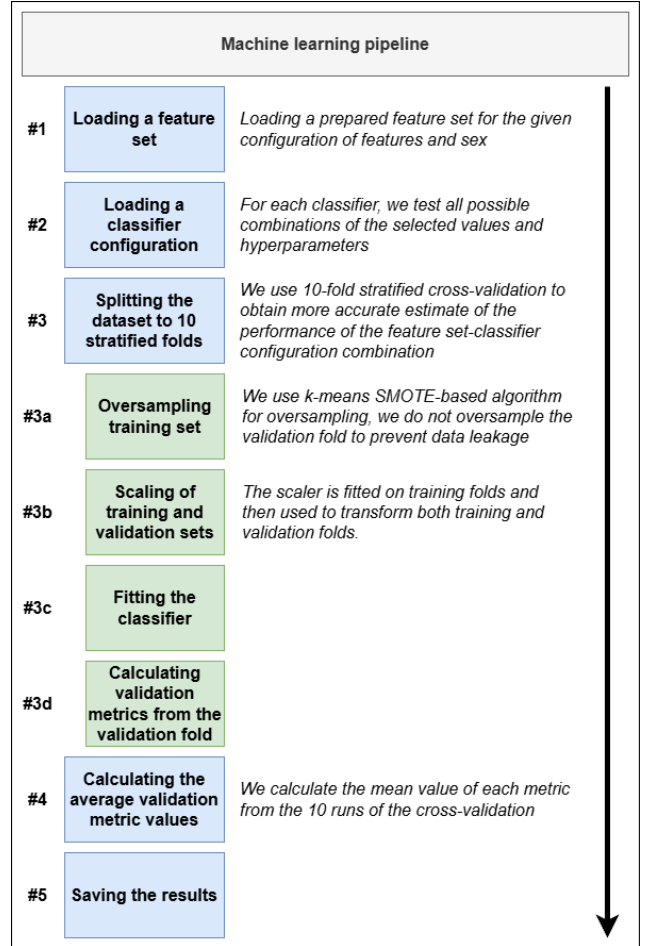 Machine learning pipeline
#1
Loading a feature
set
Loading a prepared feature set for the given
configuration of features and sex
#2
Loading a
classifier
configuration
For each classifier, we test all possible
combinations of the selected values and
hyperparameters
#3
Splitting the
dataset to 10
stratified folds
We use 10-fold stratified cross-validation to
obtain more accurate estimate of the
performance of the feature set-classifier
configuration combination
#3a
Oversampling
training set
We use k-means SMOTE-based algorithm
for oversampling, we do not oversample the
validation fold to prevent data leakage
#3b
Scaling of
training and
validation sets
The scaler is fitted on training folds and
then used to transform both training and
validation folds.
#3c
Fitting the
classifier
#3d
Calculating
validation
metrics from the
validation fold
#4
Calculating the
average validation
metric values
We calculate the mean value of each metric
from the 10 runs of the cross-validation
#5
Saving the results